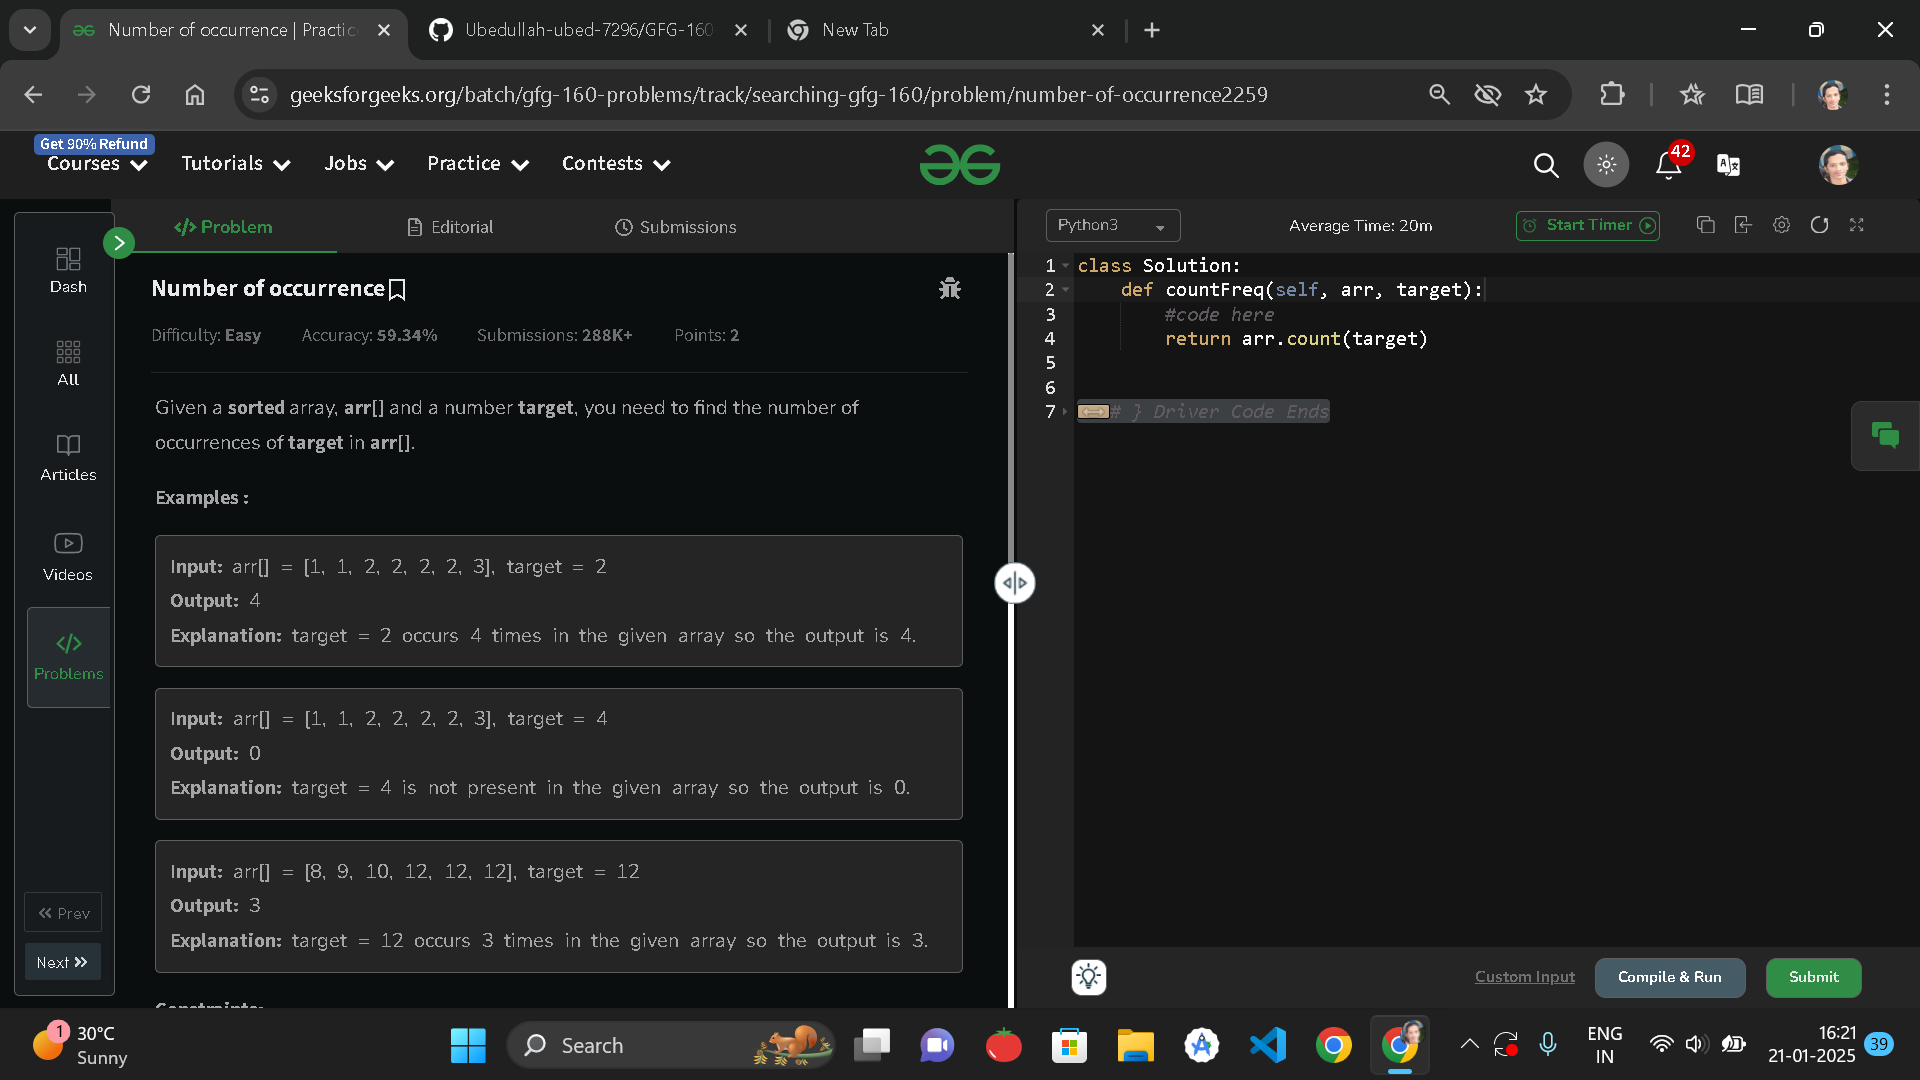 Number of occurrence | Practic
Ubedullah-ubed-7296/GFG-160
New Tab
geeksforgeeks.org/batch/gfg-160-problems/track/searching-gfg-160/problem/number-of-occurrence2259
Get 90% Refund
Courses
Tutorials
Jobs
Practice
Contests
42
Dash
All
Articles
Videos
</>
Problems
Prev
Next
</> Problem
Editorial
Submissions
Number of occurrence
Difficulty: Easy Accuracy: 59.34% Submissions: 288K+ Points: 2
Given a sorted array, arr[] and a number target, you need to find the number of
occurrences of target in arr[].
Examples :
Input: arr[] = [1, 1, 2, 2, 2, 2, 3], target = 2
Output: 4
Explanation: target = 2 occurs 4 times in the given array so the output is 4.
Input: arr[] = [1, 1, 2, 2, 2, 2, 3], target = 4
Output: 0
Explanation: target = 4 is not present in the given array so the output is 0.
Input: arr[] = [8, 9, 10, 12, 12, 12], target = 12
Output: 3
Explanation: target = 12 occurs 3 times in the given array so the output is 3.
Constraints:
Python3
Average Time: 20m
Start Timer
1 class Solution:
2 def countFreq(self, arr, target):
3 #code here
4 return arr.count(target)
5
6
7 # } Driver Code Ends
Custom Input
Compile & Run
Submit
1
30°C
Sunny
Search
ENG
IN
16:21
21-01-2025
39